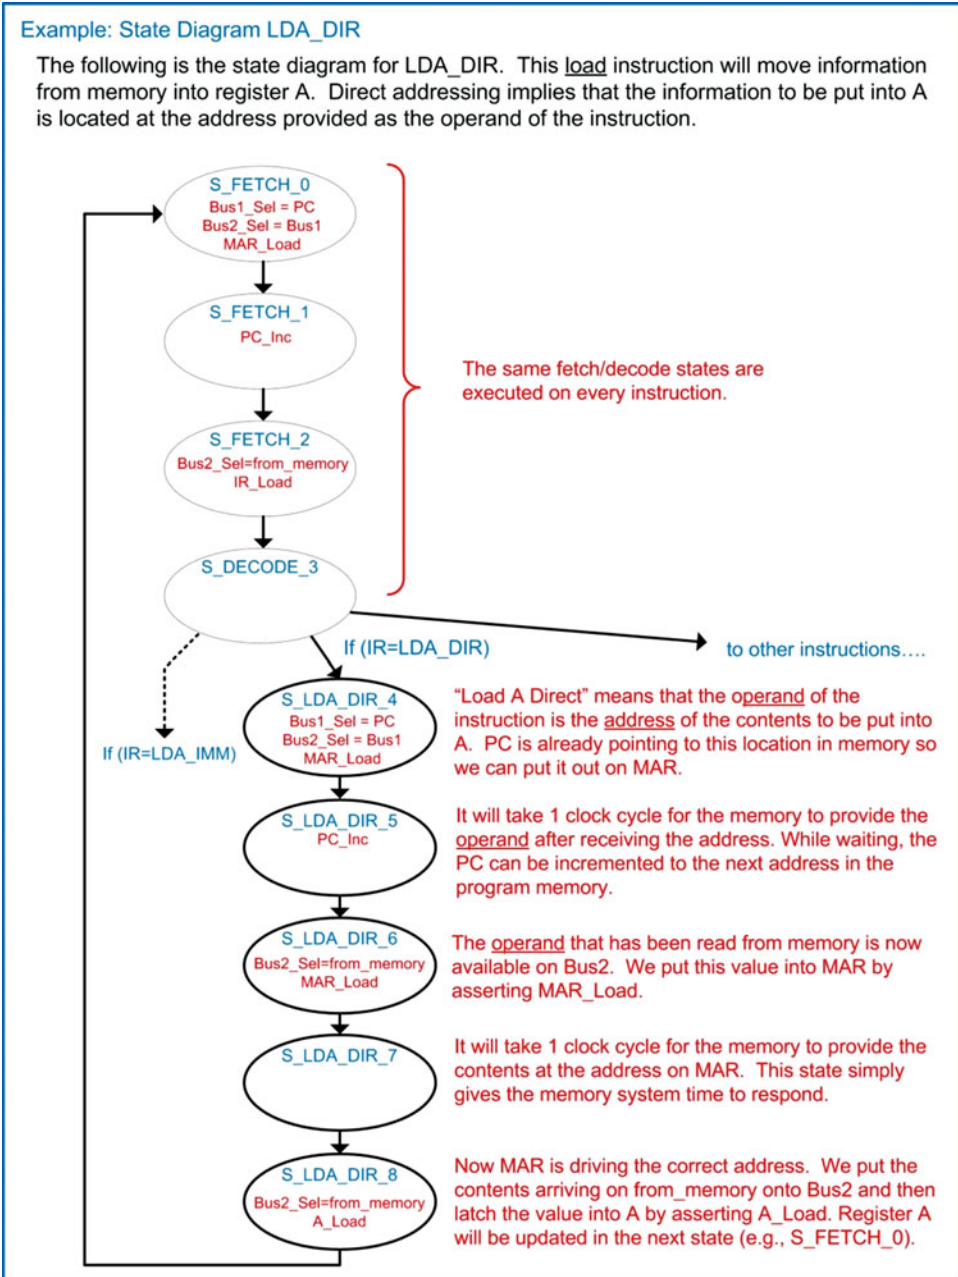 Example: State Diagram LDA_DIR
The following is the state diagram for LDA_DIR. This load instruction will move information
from memory into register A. Direct addressing implies that the information to be put into A
is located at the address provided as the operand of the instruction.
S_FETCH_0
Bus1_Sel = PC
Bus2_Sel = Bus1
MAR_Load
S_FETCH_1
PC_Inc
The same fetch/decode states are
executed on every instruction.
S_FETCH_2
Bus2_Sel=from_memory
IR_Load
S_DECODE_3
If (IR=LDA_DIR)
to other instructions....
If (IR=LDA_IMM)
S_LDA_DIR_4
Bus1_Sel = PC
Bus2_Sel = Bus1
MAR_Load
“Load A Direct” means that the operand of the
instruction is the address of the contents to be put into
A. PC is already pointing to this location in memory so
we can put it out on MAR.
S_LDA_DIR_5
PC_Inc
It will take 1 clock cycle for the memory to provide the
operand after receiving the address. While waiting, the
PC can be incremented to the next address in the
program memory.
S_LDA_DIR_6
Bus2_Sel=from_memory
MAR_Load
The operand that has been read from memory is now
available on Bus2. We put this value into MAR by
asserting MAR_Load.
S_LDA_DIR_7
It will take 1 clock cycle for the memory to provide the
contents at the address on MAR. This state simply
gives the memory system time to respond.
S_LDA_DIR_8
Bus2_Sel=from_memory
A_Load
Now MAR is driving the correct address. We put the
contents arriving on from_memory onto Bus2 and then
latch the value into A by asserting A_Load. Register A
will be updated in the next state (e.g., S_FETCH_0).